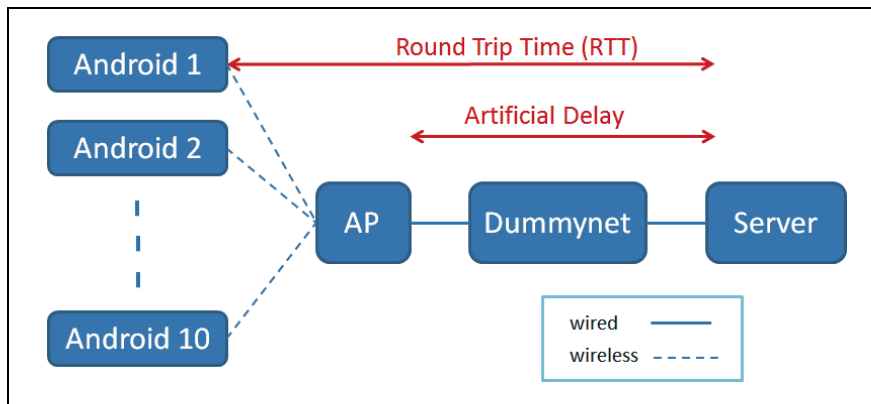 Round Trip Time (RTT)
Android 1
Artificial Delay
Android 2
AP
Dummynet
Server
Android 10
wired
wireless